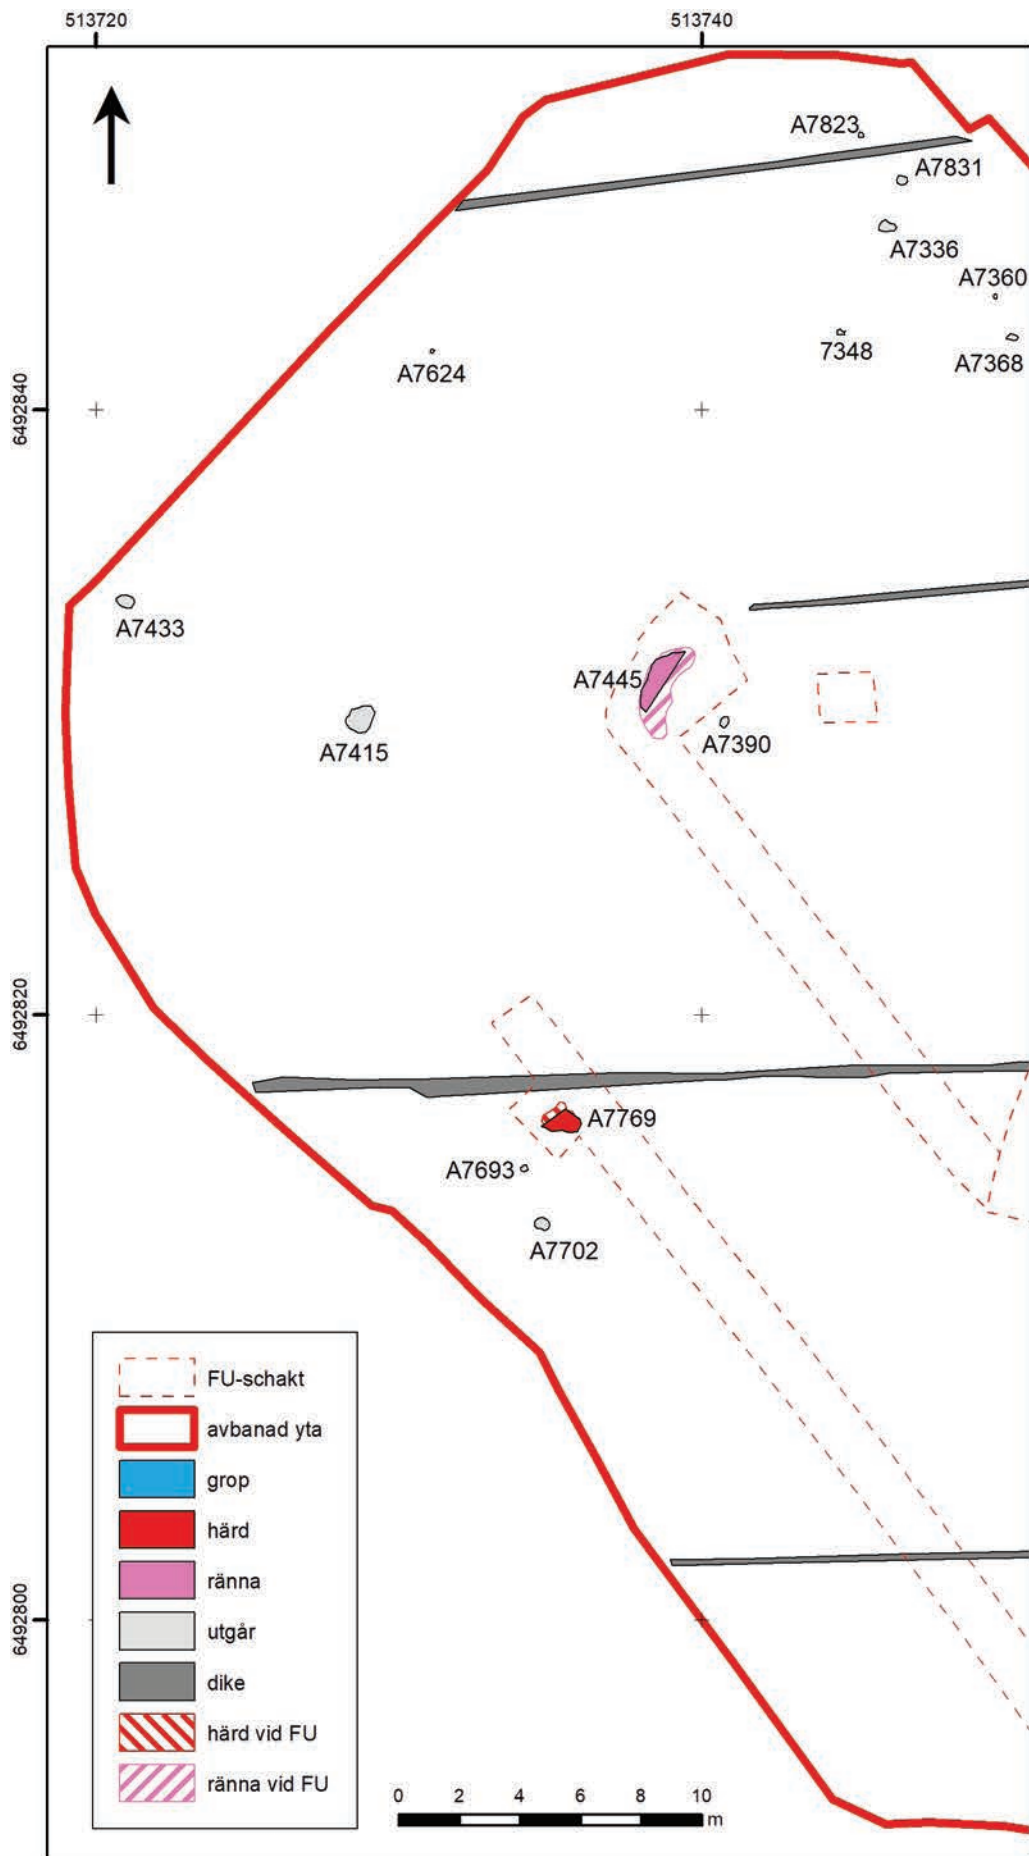 513720
513740
A7823
A7831
A7336
A7360
7348
A7368
A7624
6492840
A7433
A7445
A7415
A7390
6492820
A7769
A7693
A7702
FU-schakt
avbanad yta
grop
härd
ränna
utgår
dike
härd vid FU
ränna vid FU
6492800
0 2 4 6 8 10
m